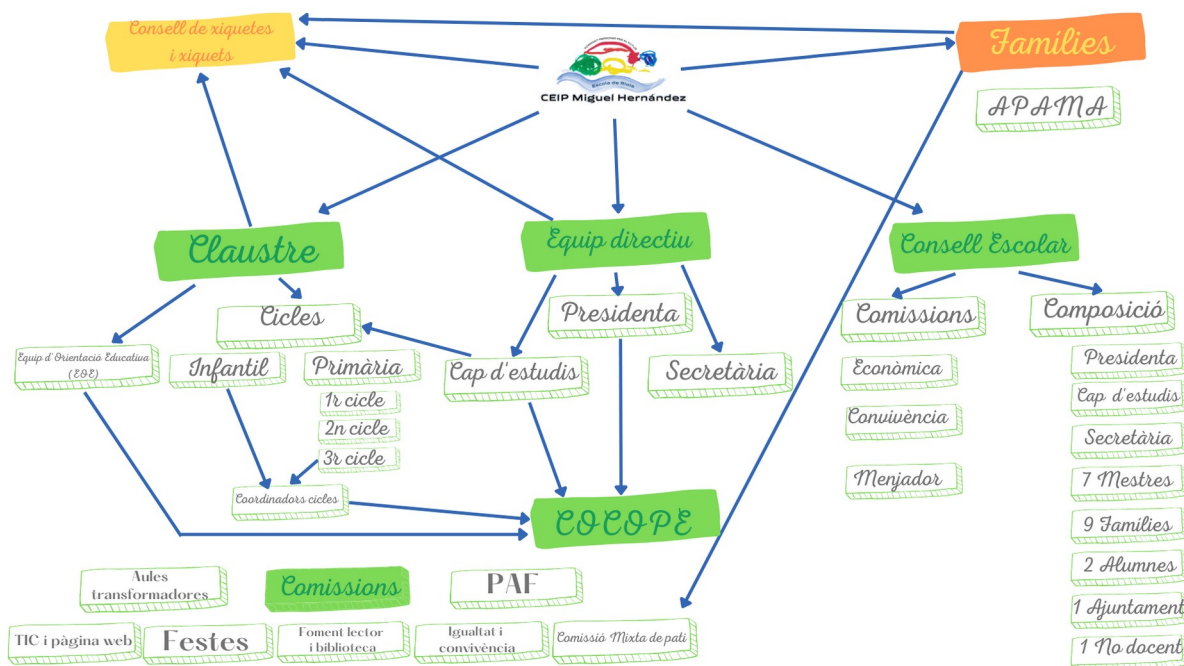 Consell de xiquetes
i xiquets
Escola de Riuia
CEIP Miguel Hernández
Famílies
APAMA
Claustre
Equip directiu
Consell Escolar
Cicles
Presidenta
Comissions
Composició
Equip d'Orientació Educativa
(EOE)
Infantil
Primària
Cap d'estudis
Secretària
1r cicle
2n cicle
3r cicle
Coordinadors cicles
COCOPE
Econòmica
Convivència
Menjador
Presidenta
Cap d'estudis
Secretària
7 Mestres
9 Famílies
2 Alumnes
1 Ajuntament
1 No docent
Aules
transformadores
Comissions
PAF
TIC i pàgina web
Festes
Foment lector
i biblioteca
Igualtat i
convivència
Comissió Mixta de pati